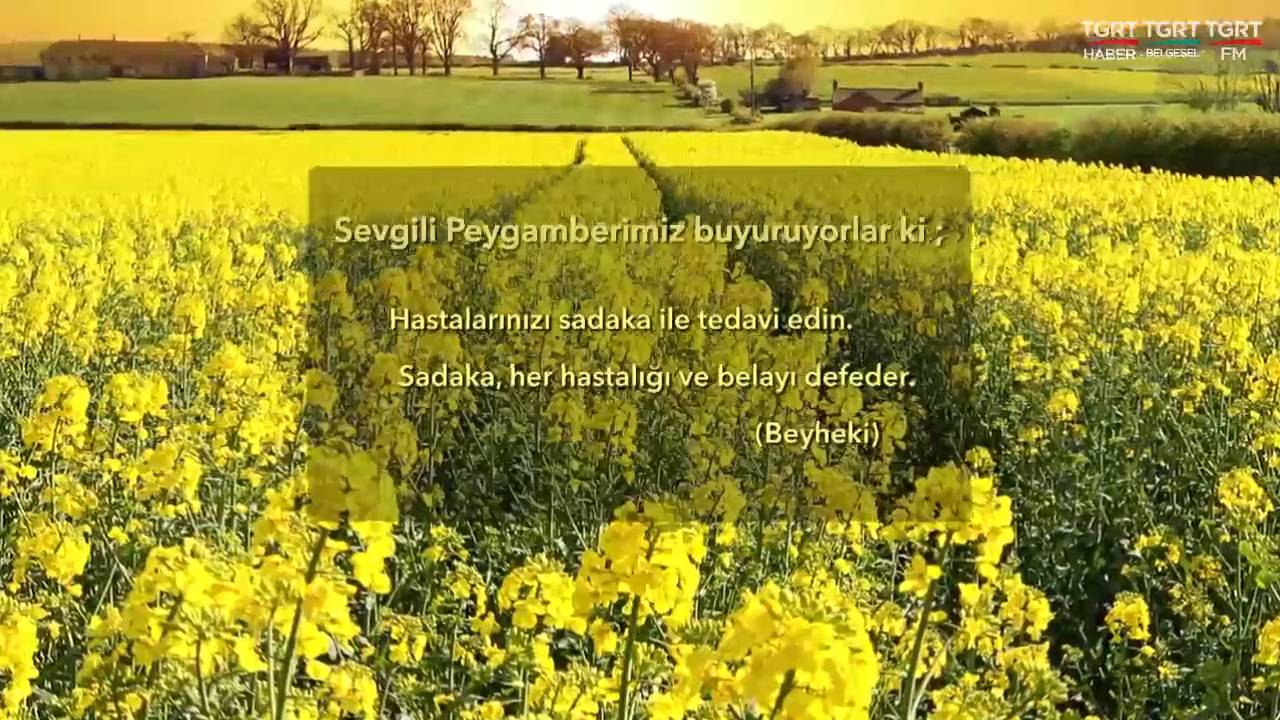 TGRT TGRT TGRT
HABER BELGESEL FM
Sevgili Peygamberimiz buyuruyorlar ki ;
Hastalarınızı sadaka ile tedavi edin.
Sadaka, her hastalığı ve belayı defeder.
(Beyheki)